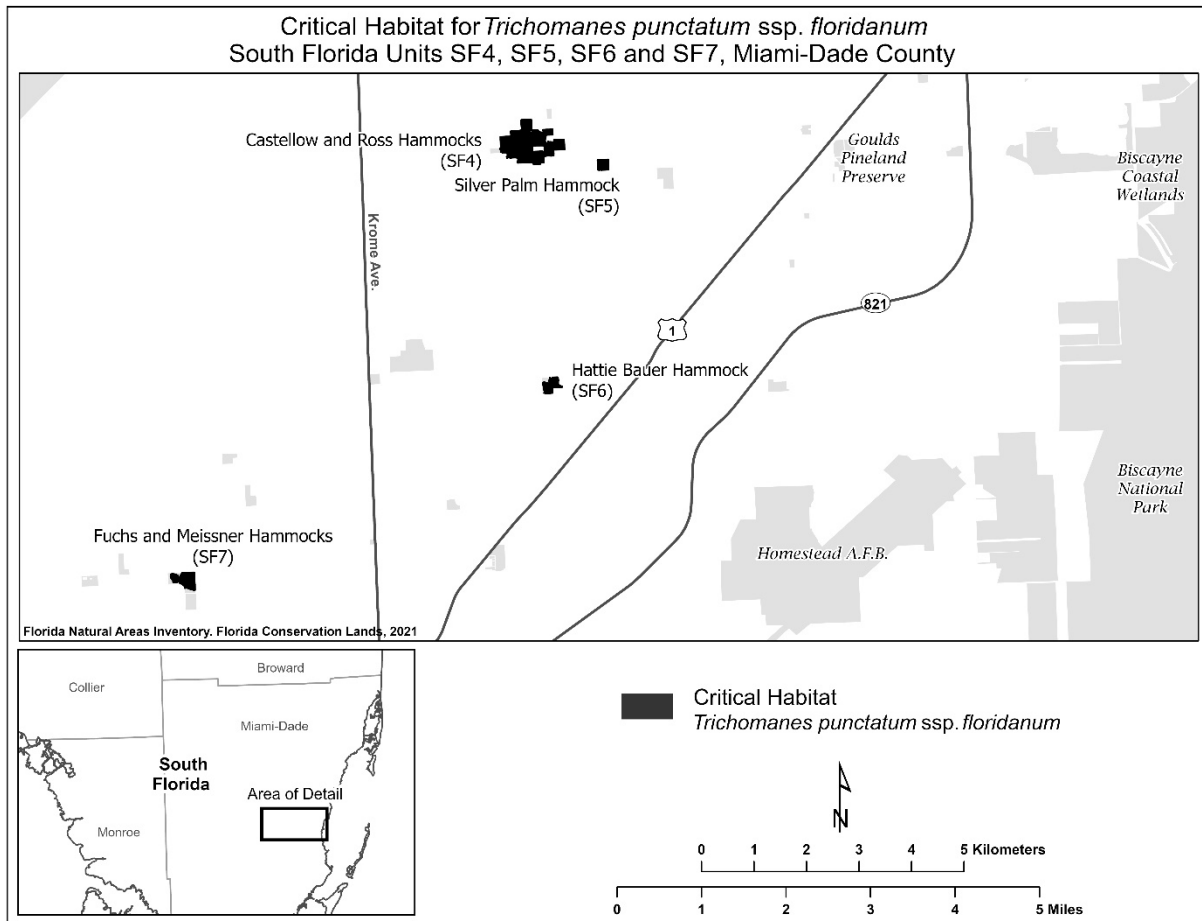 Critical Habitat for Trichomanes punctatum ssp. floridanum
South Florida Units SF4, SF5, SF6 and SF7, Miami-Dade County
Castellow and Ross Hammocks
(SF4)
Silver Palm Hammock
(SF5)
Goulds
Pineland
Preserve
Biscayne
Coastal
Wetlands
Krome Ave.
821
1
Hattie Bauer Hammock
(SF6)
Biscayne
National
Park
Fuchs and Meissner Hammocks
(SF7)
Homestead A.F.B.
Florida Natural Areas Inventory. Florida Conservation Lands, 2021
Broward
Collier
Miami-Dade
South
Florida
Area of Detail
Monroe
Critical Habitat
Trichomanes punctatum ssp. floridanum
N
0 1 2 3 4 5 Kilometers
0 1 2 3 4 5 Miles